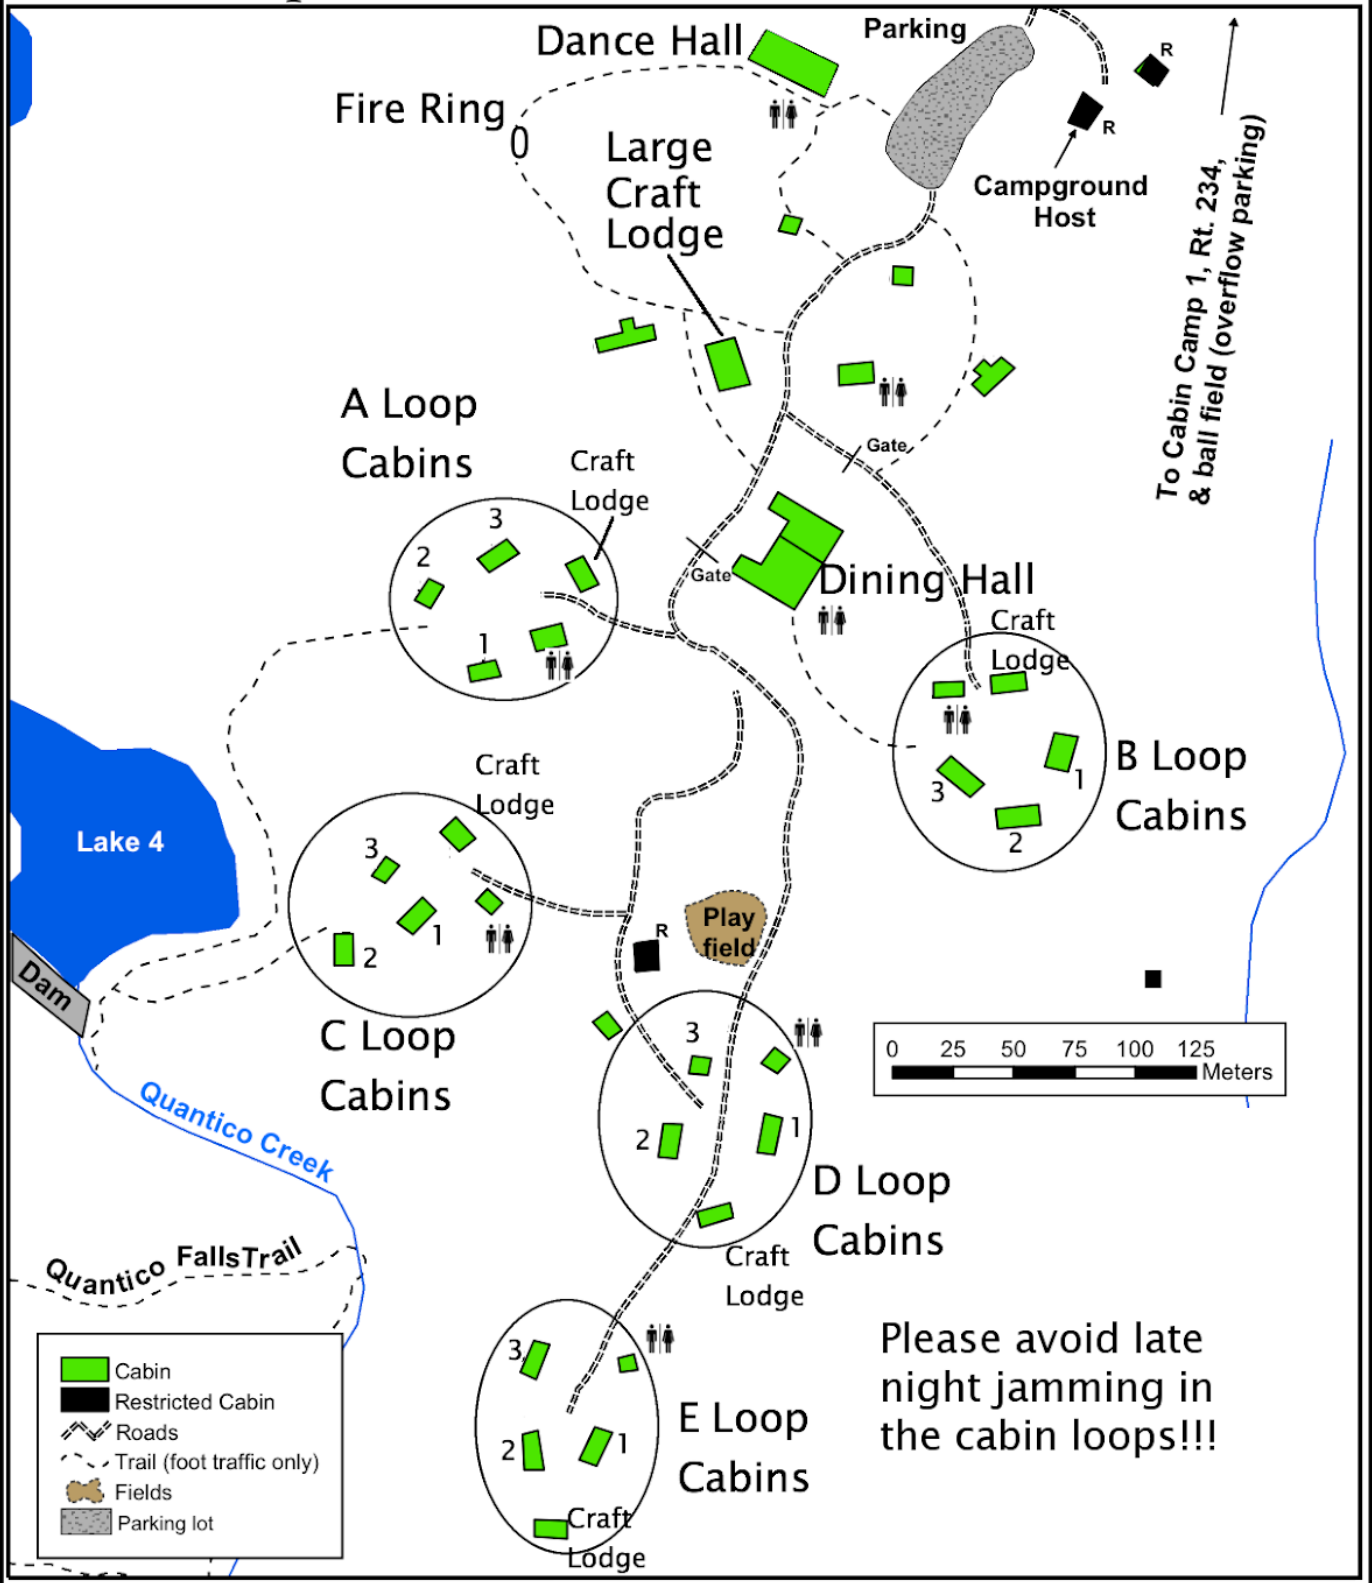 Dance Hall
Parking
R
R
Fire Ring
Large
Craft
Lodge
Campground
Host
To Cabin Camp 1, Rt. 234,
& ball field (overflow parking)
A Loop
Cabins
Craft
Lodge
Gate
3
2
1
Gate
Dining Hall
Craft
Lodge
B Loop
Cabins
1
3
2
Craft
Lodge
Lake 4
3
1
2
Play
field
R
Dam
C Loop
Cabins
3
2
1
0 25 50 75 100 125
Meters
Quantico Creek
D Loop
Cabins
Craft
Lodge
Quantico FallsTrail
3
2
1
E Loop
Cabins
Craft
Lodge
Please avoid late
night jamming in
the cabin loops!!!
Cabin
Restricted Cabin
Roads
Trail (foot traffic only)
Fields
Parking lot